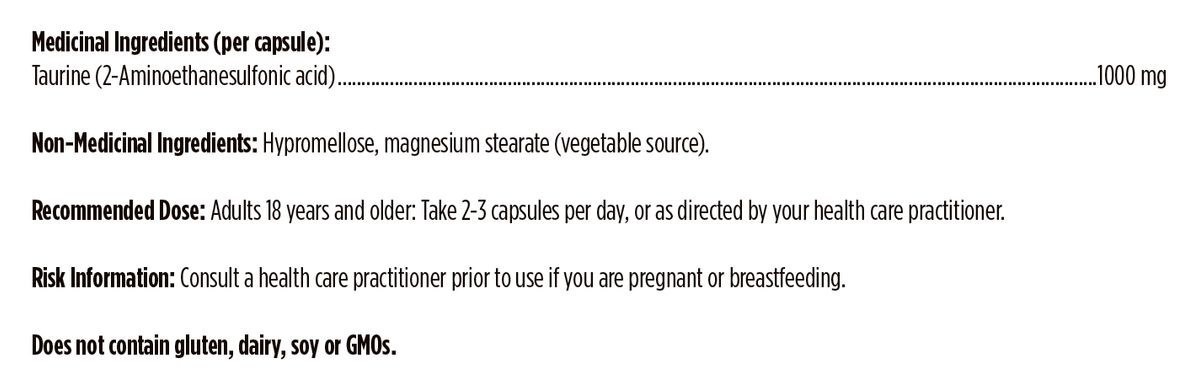 Medicinal Ingredients (per capsule):
Taurine (2-Aminoethanesulfonic acid)........................................................................................................................................................1000 mg
Non-Medicinal Ingredients: Hypromellose, magnesium stearate (vegetable source).
Recommended Dose: Adults 18 years and older: Take 2-3 capsules per day, or as directed by your health care practitioner.
Risk Information: Consult a health care practitioner prior to use if you are pregnant or breastfeeding.
Does not contain gluten, dairy, soy or GMOs.